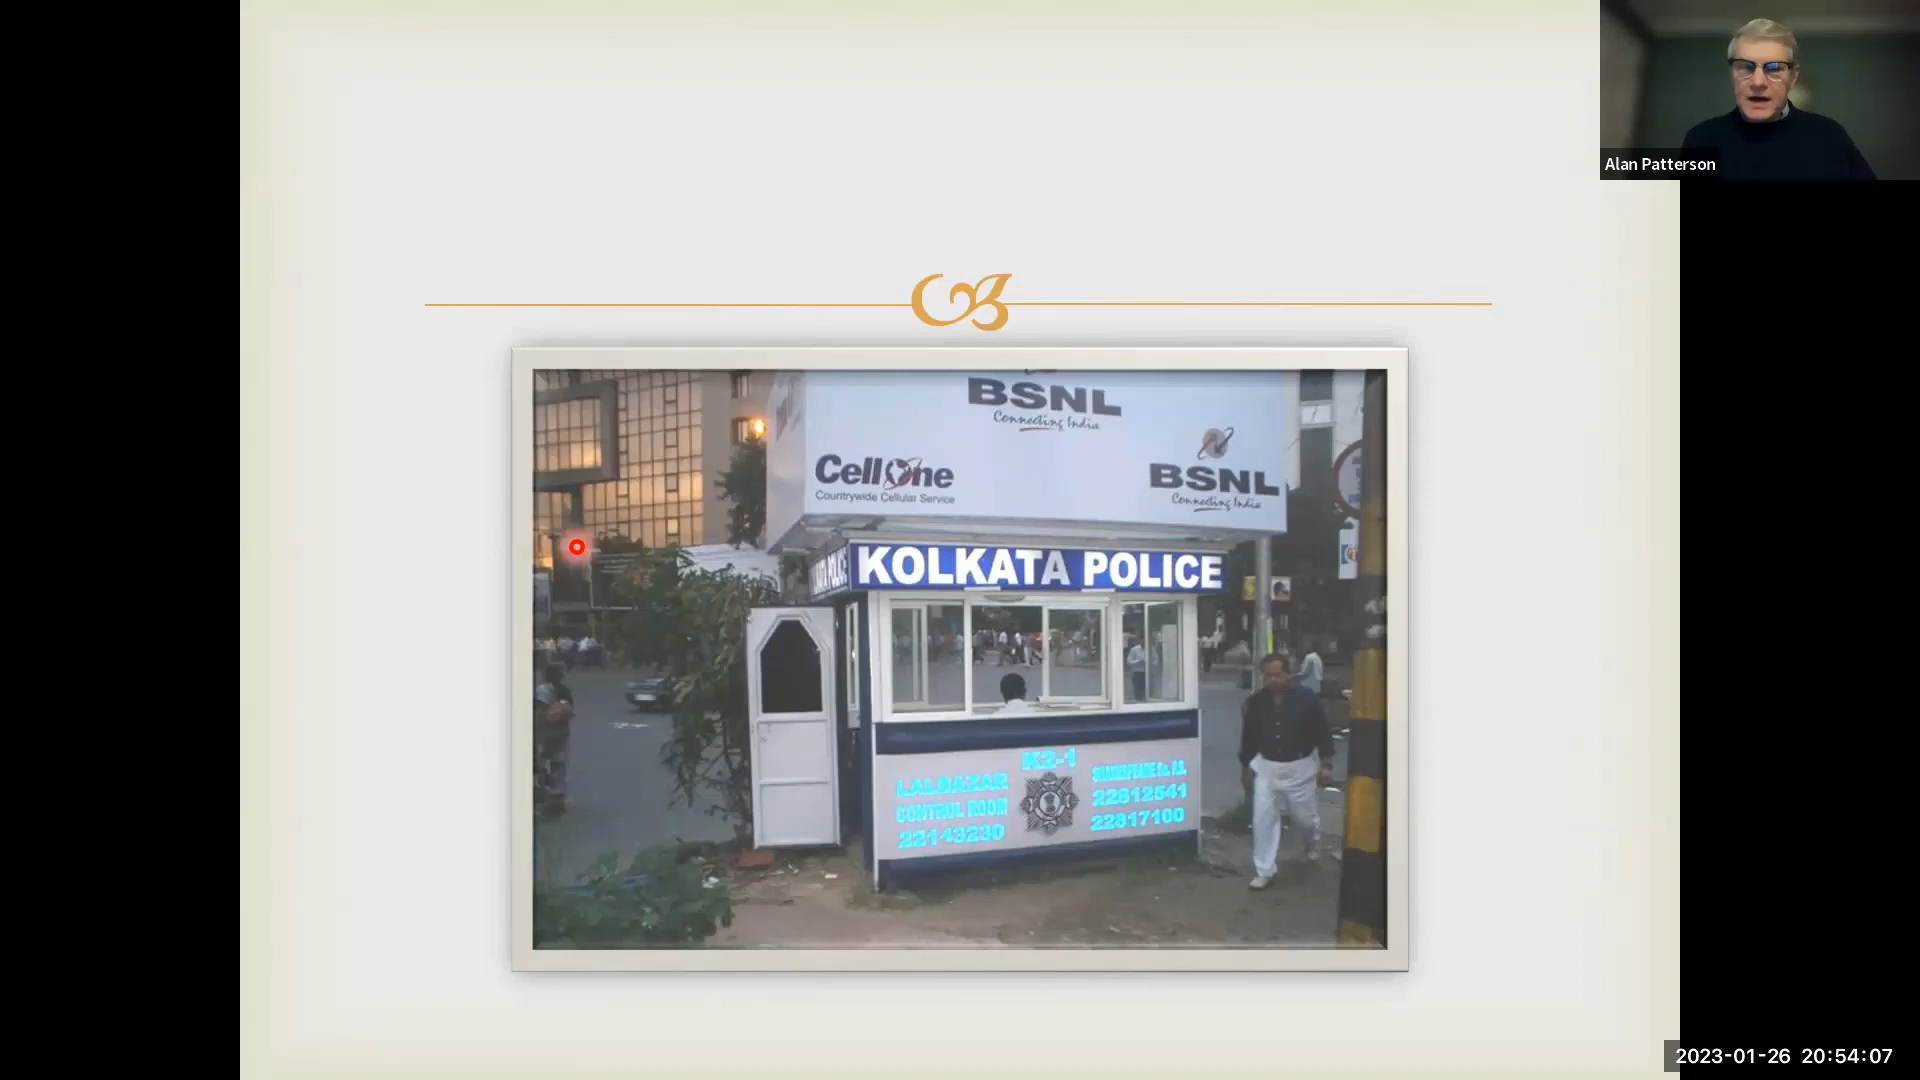 Alan Patterson
BSNL
Connecting India
CellOne
Countrywide Cellular Service
BSNL
Connecting India
KOLKATA POLICE
K2-1
LALBAZAR
CONTROL ROOM
22143230
22812541
22817100
2023-01-26 20:54:07